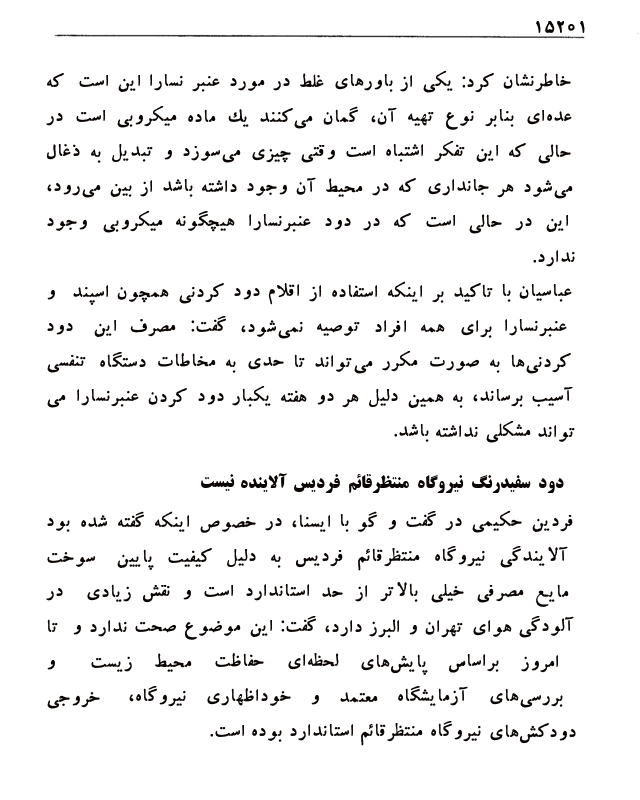 ۱۵۲۰۱
خاطرنشان کرد: یکی از باورهای غلط در مورد عنبر نسارا این است که
عده‌ای بنابر نوع تهیه آن، گمان می‌کنند یك ماده میکروبی است در
حالی که این تفکر اشتباه است وقتی چیزی می‌سوزد و تبدیل به ذغال
می‌شود هر جانداری که در محیط آن وجود داشته باشد از بین می‌رود،
این در حالی است که در دود عنبرنسارا هیچگونه میکروبی وجود
ندارد.
عباسیان با تاکید بر اینکه استفاده از اقلام دود کردنی همچون اسپند و
عنبرنسارا برای همه افراد توصیه نمی‌شود، گفت: مصرف این دود
کردنی‌ها به صورت مکرر می‌تواند تا حدی به مخاطات دستگاه تنفسی
آسیب برساند، به همین دلیل هر دو هفته یکبار دود کردن عنبرنسارا می
تواند مشکلی نداشته باشد.
دود سفیدرنگ نیروگاه منتظرقائم فردیس آلاینده نیست
فردین حکیمی در گفت و گو با ایسنا، در خصوص اینکه گفته شده بود
آلایندگی نیروگاه منتظرقائم فردیس به دلیل کیفیت پایین سوخت
مایع مصرفی خیلی بالاتر از حد استاندارد است و نقش زیادی در
آلودگی هوای تهران و البرز دارد، گفت: این موضوع صحت ندارد و تا
امروز براساس پایش‌های لحظه‌ای حفاظت محیط زیست و
بررسی‌های آزمایشگاه معتمد و خوداظهاری نیروگاه، خروجی
دودکش‌های نیروگاه منتظرقائم استاندارد بوده است.